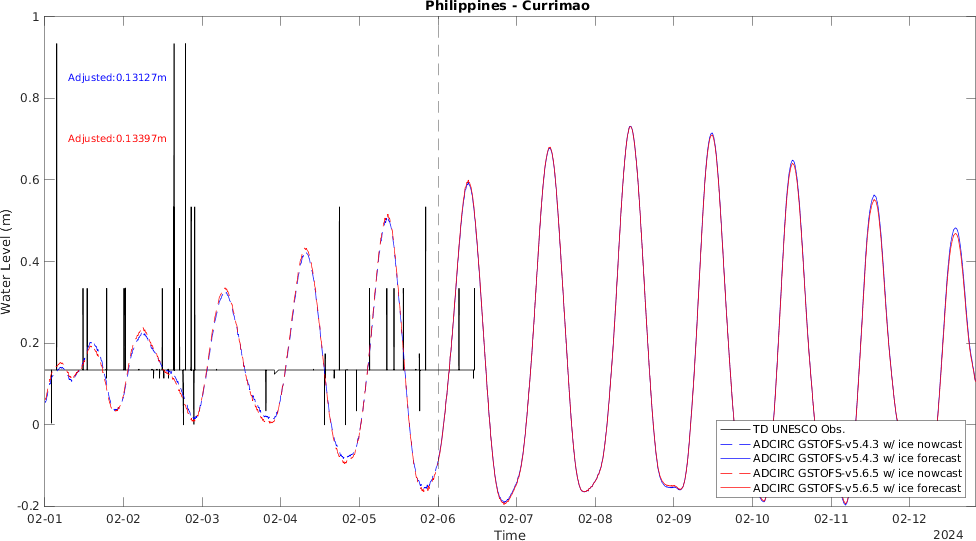 Philippines - Currimao
1
0.8
0.6
0.4
0.2
0
-0.2
Water Level (m)
Adjusted:0.13127m
Adjusted:0.13397m
TD UNESCO Obs.
ADCIRC GSTOFS-v5.4.3 w/ ice nowcast
ADCIRC GSTOFS-v5.4.3 w/ ice forecast
ADCIRC GSTOFS-v5.6.5 w/ ice nowcast
ADCIRC GSTOFS-v5.6.5 w/ ice forecast
02-01 02-02 02-03 02-04 02-05 02-06 02-07 02-08 02-09 02-10 02-11 02-12
Time
2024